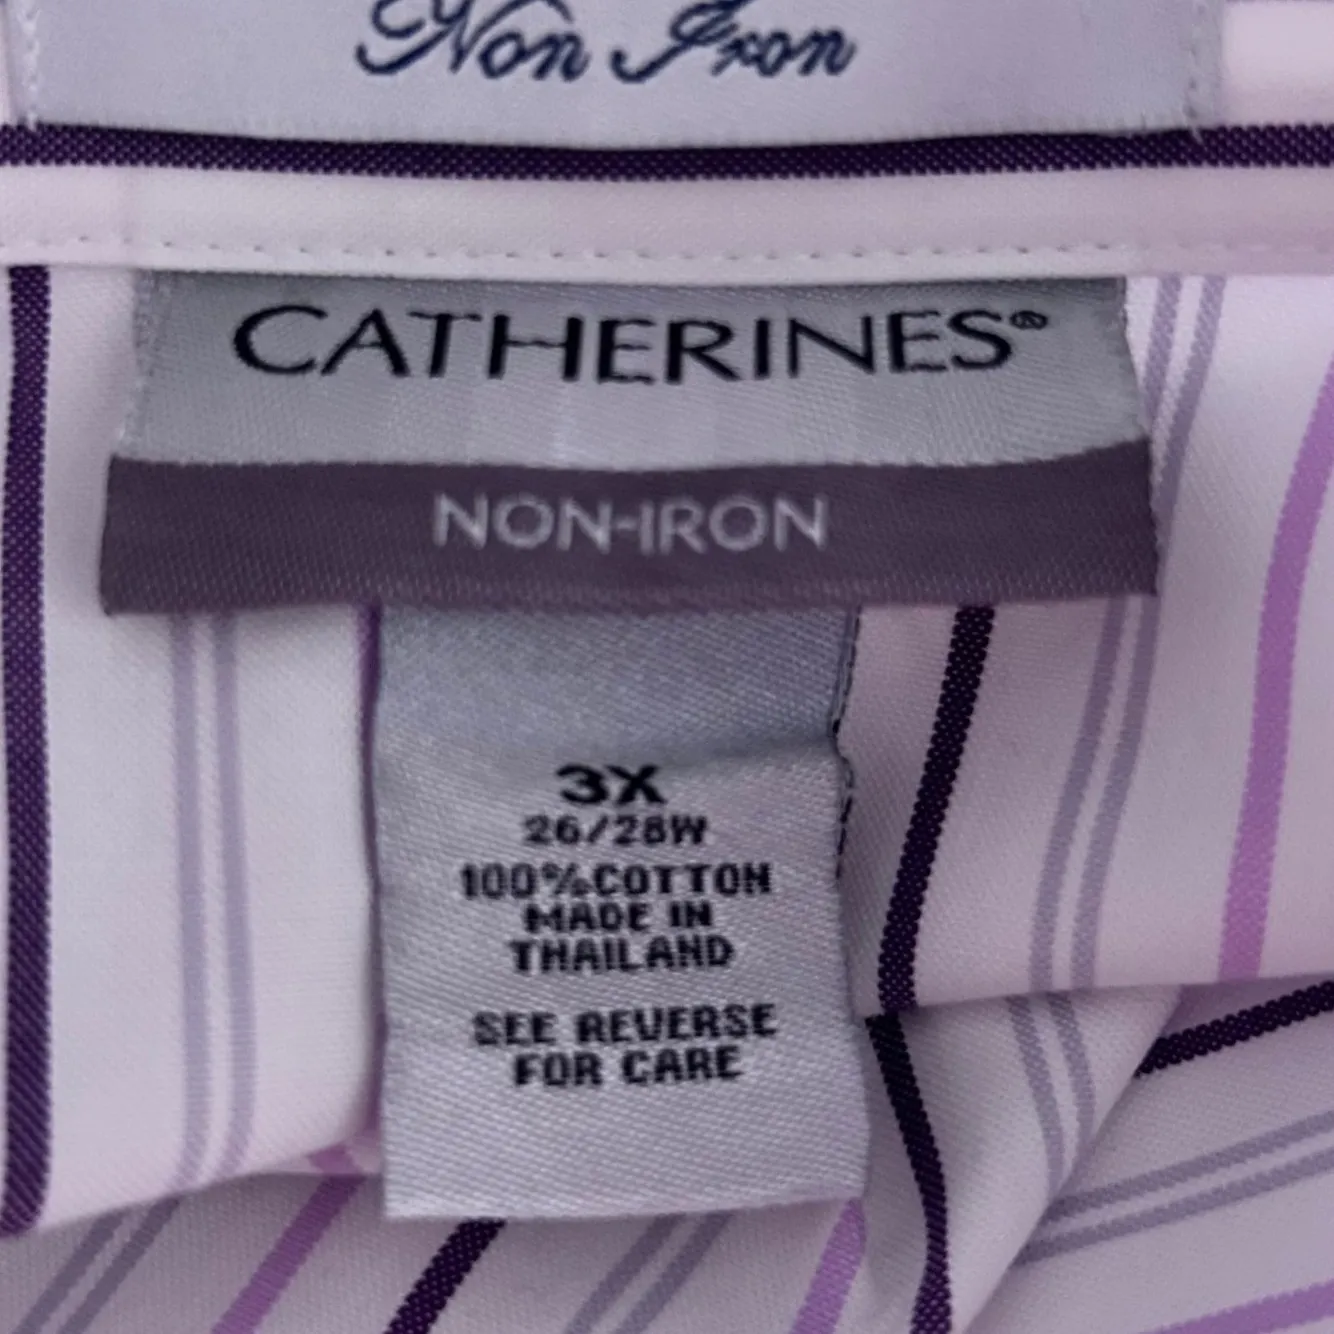 Non Iron
CATHERINES®
NON-IRON
3X
26/28W
100%COTTON
MADE IN
THAILAND
SEE REVERSE
FOR CARE